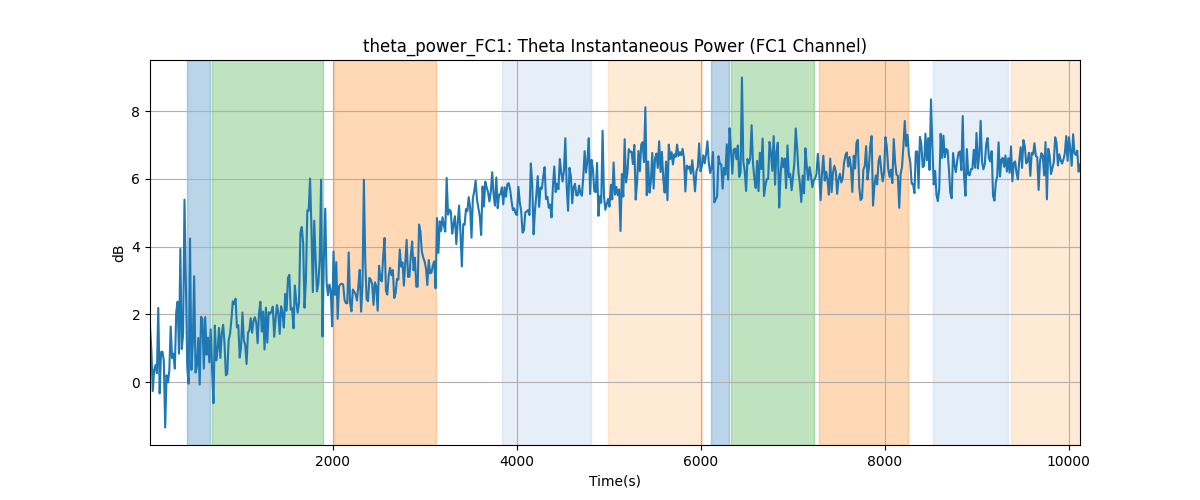 theta_power_FC1: Theta Instantaneous Power (FC1 Channel)
dB
8
6
4
2
0
2000 4000 6000 8000 10000
Time(s)